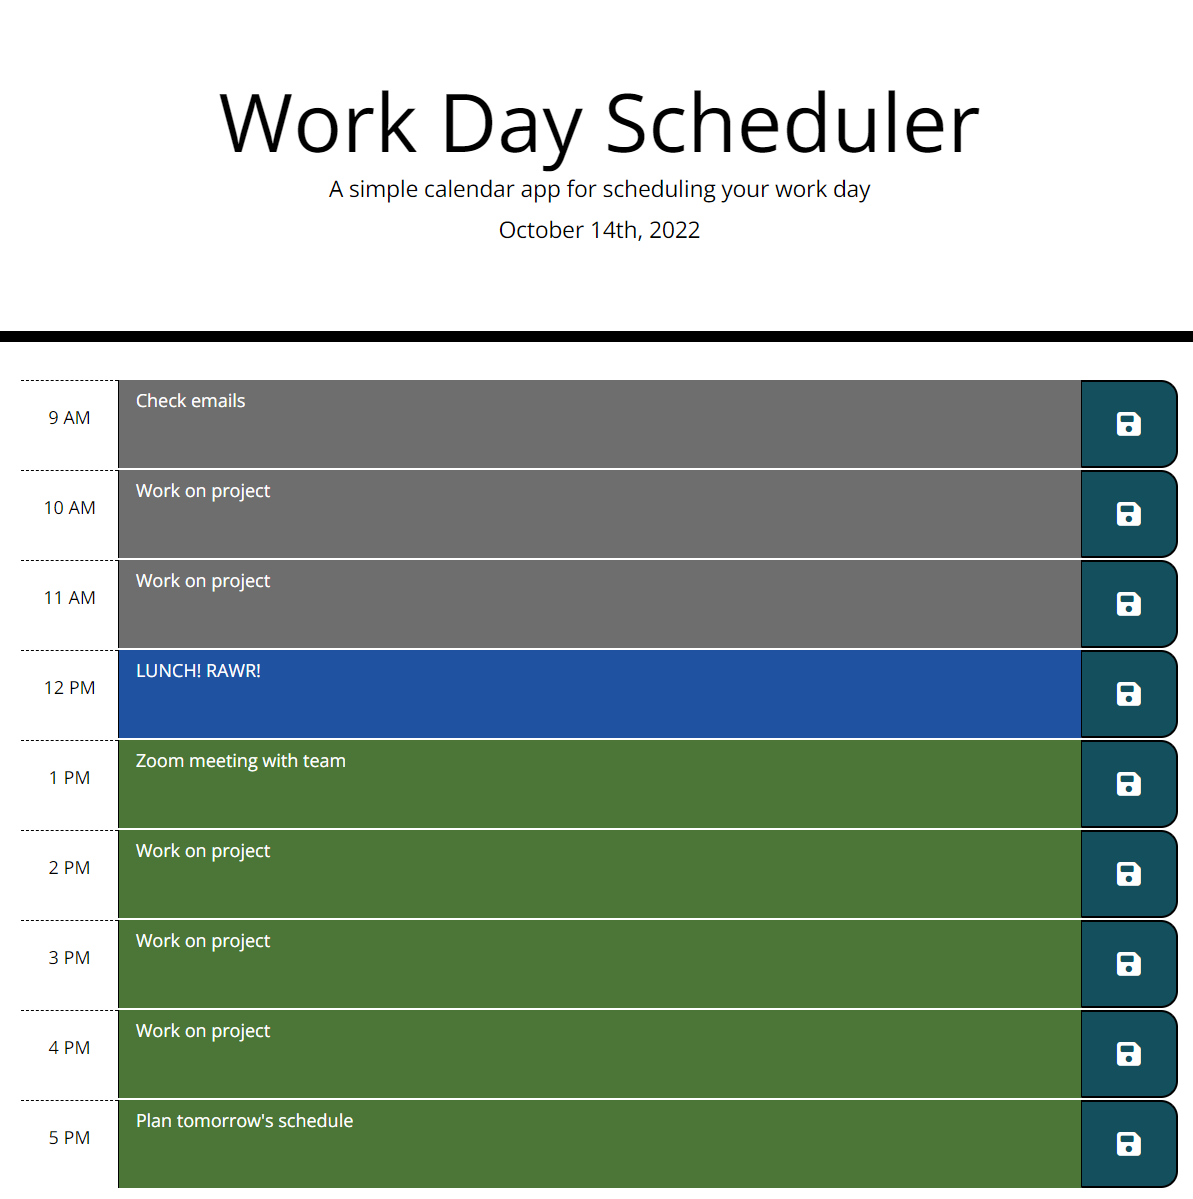 Work Day Scheduler
A simple calendar app for scheduling your work day
October 14th, 2022
9 AM
Check emails
10 AM
Work on project
11 AM
Work on project
12 PM
LUNCH! RAWR!
1 PM
Zoom meeting with team
2 PM
Work on project
3 PM
Work on project
4 PM
Work on project
5 PM
Plan tomorrow's schedule